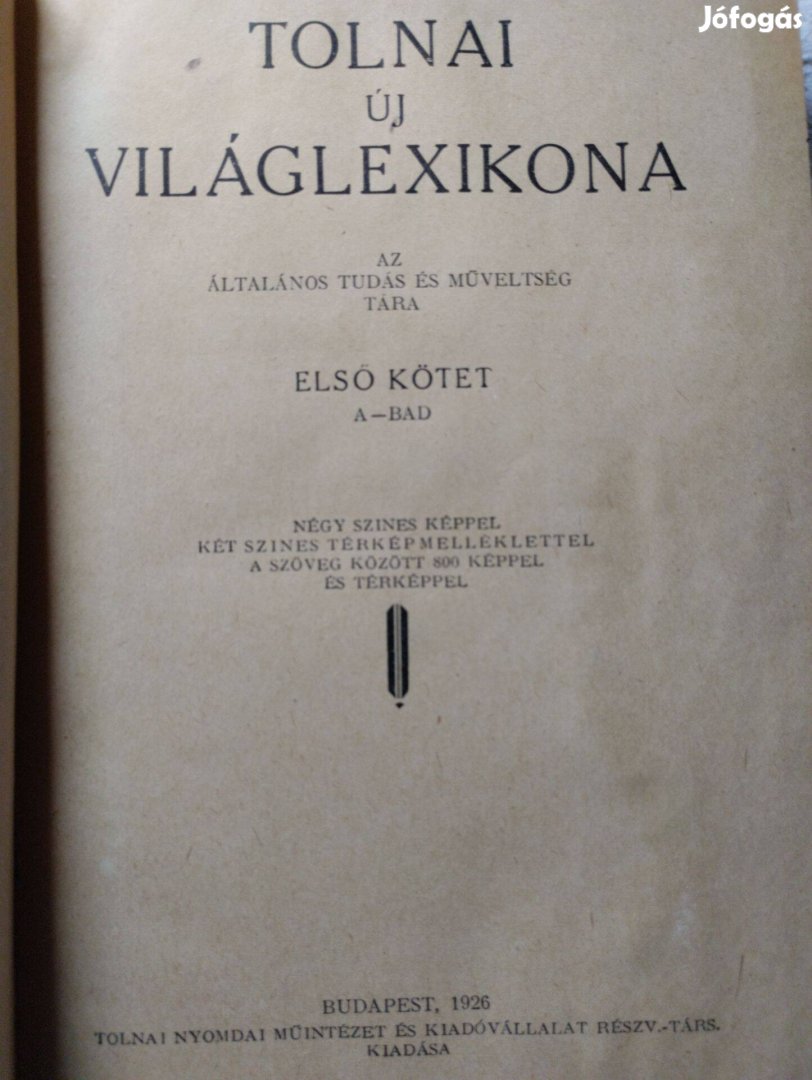 Jófogás
TOLNAI
ÚJ
VILÁGLEXIKONA
AZ
ÁLTALÁNOS TUDÁS ÉS MŰVELTSÉG
TÁRA
ELSŐ KÖTET
A—BAD
NÉGY SZINES KÉPPEL
KÉT SZINES TÉRKÉPMELLÉKLETTEL
A SZÖVEG KÖZÖTT 800 KÉPPEL
ÉS TÉRKÉPPEL
BUDAPEST, 1926
TOLNAI NYOMDAI MŰINTÉZET ÉS KIADÓVÁLLALAT RÉSZV.-TÁRS.
KIADÁSA